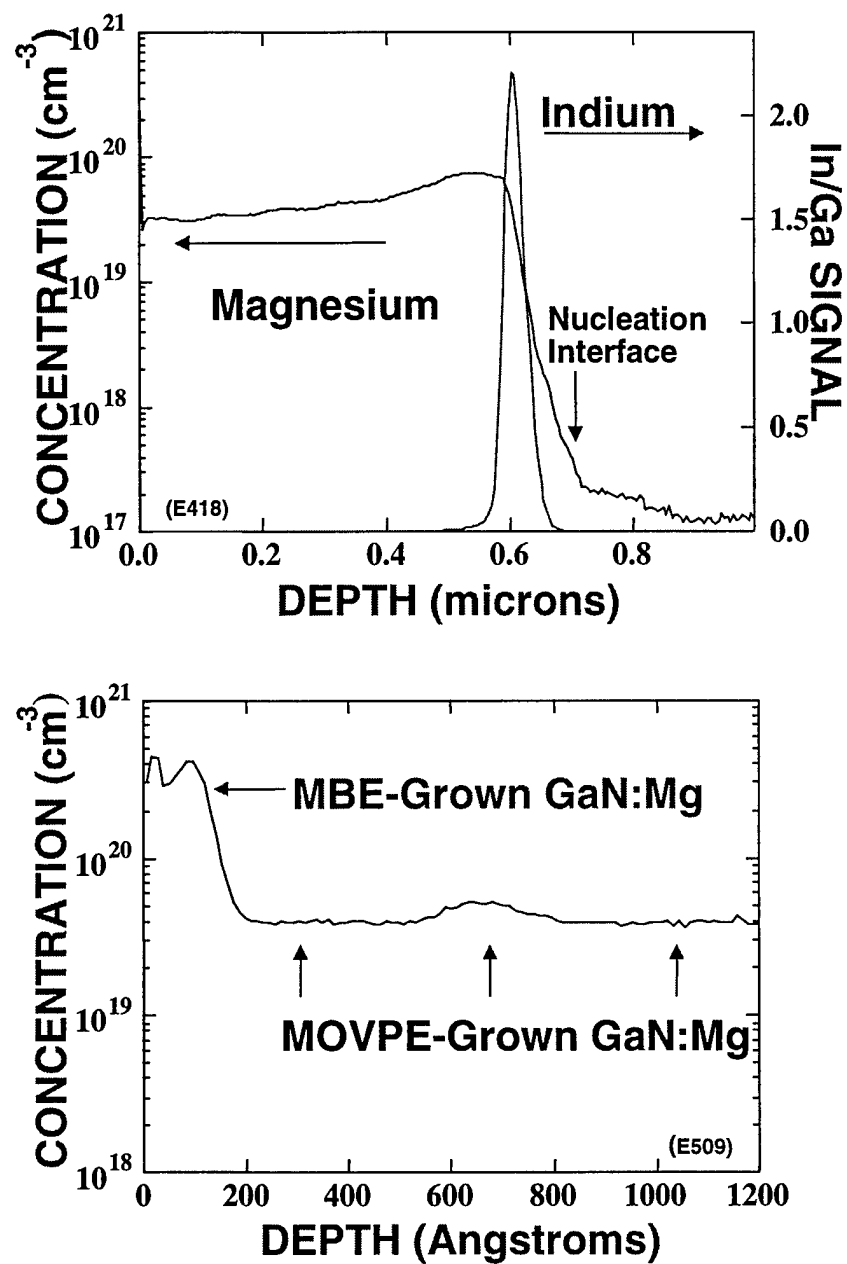 10^21
10^20
10^19
10^18
10^17
CONCENTRATION (cm^-3)
Indium
Magnesium
Nucleation
Interface
(E418)
2.0
1.5
1.0
0.5
0.0
In/Ga SIGNAL
0.0 0.2 0.4 0.6 0.8
DEPTH (microns)
10^21
10^20
10^19
10^18
CONCENTRATION (cm^-3)
MBE-Grown GaN:Mg
MOVPE-Grown GaN:Mg
(E509)
0 200 400 600 800 1000 1200
DEPTH (Angstroms)